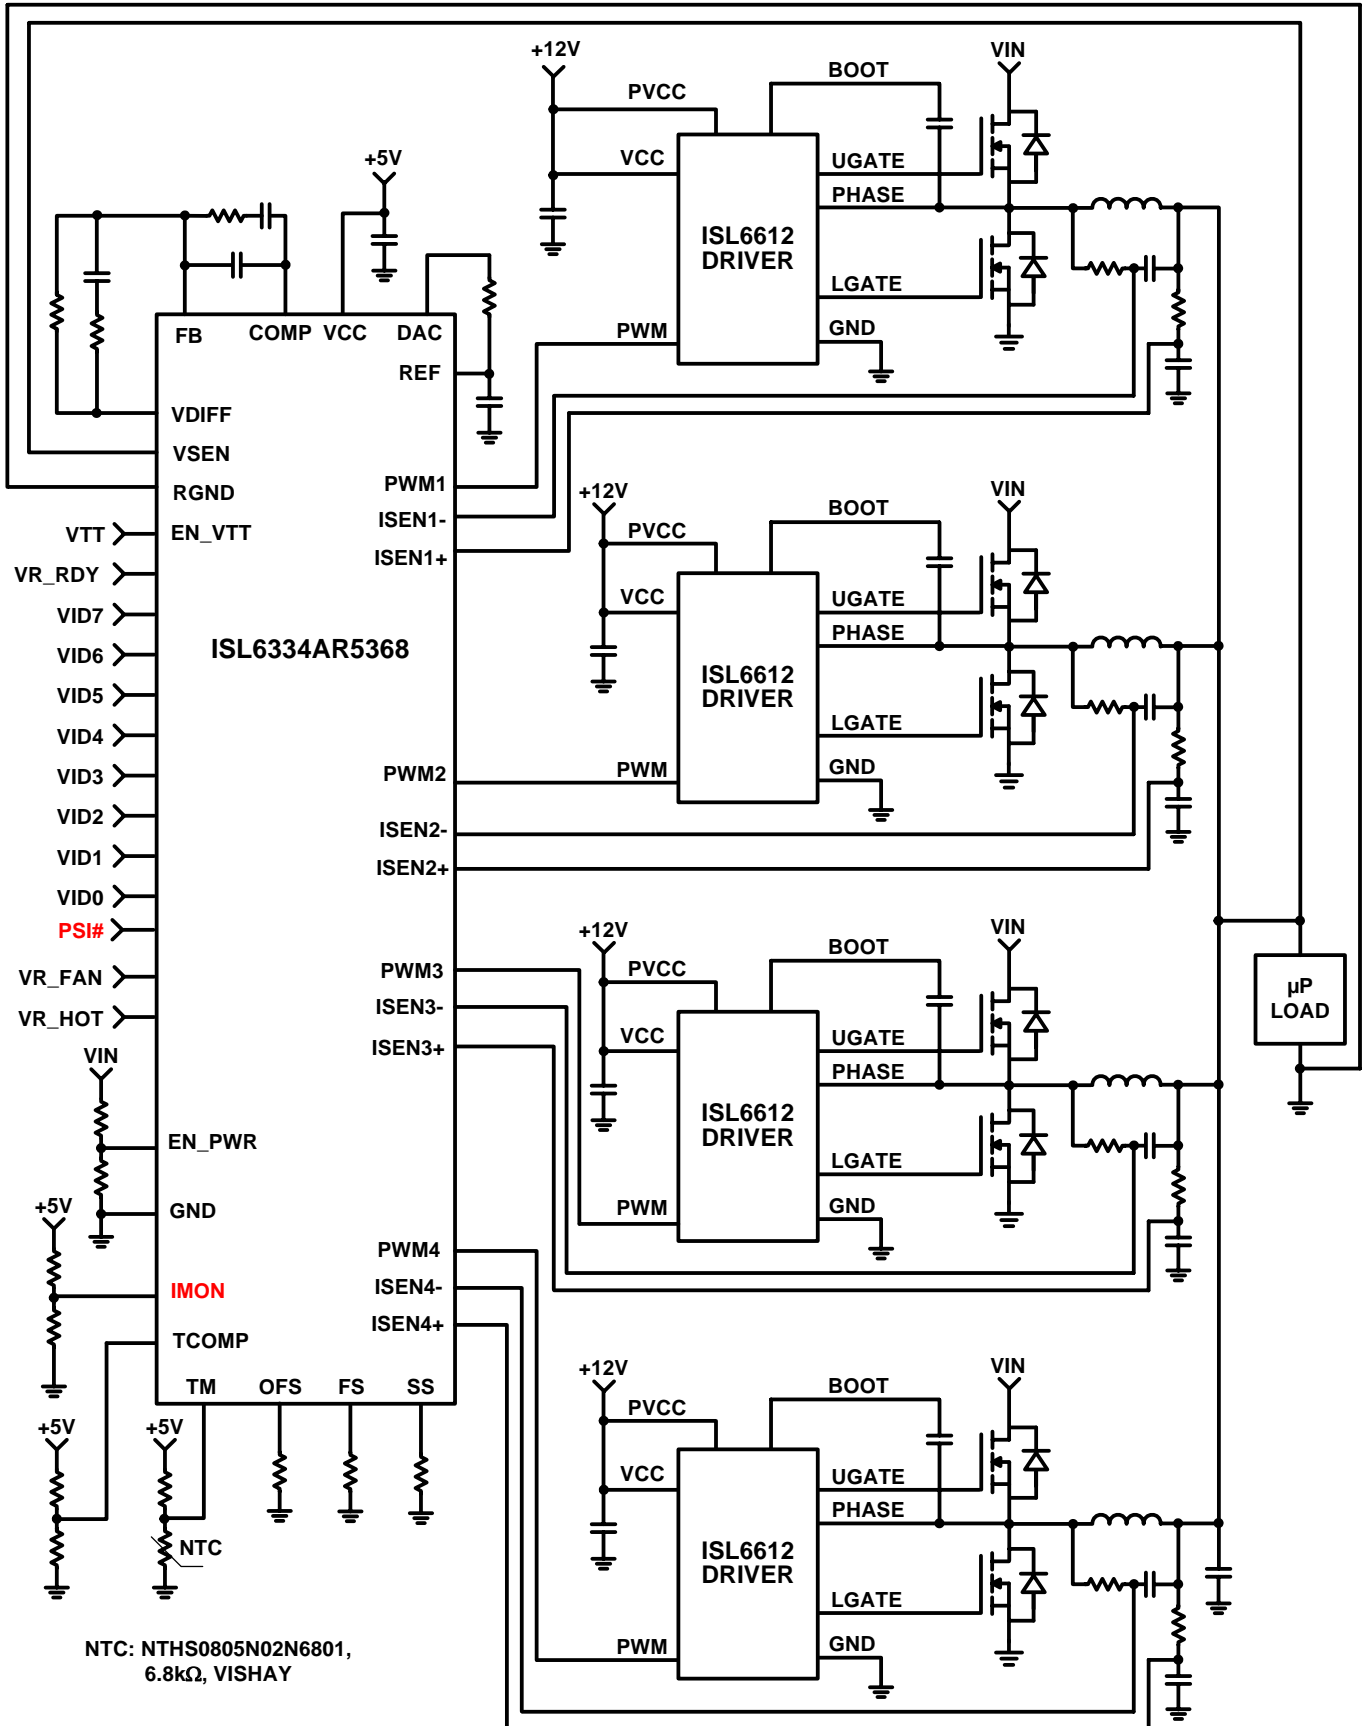 +12V
VIN
BOOT
PVCC
+5V
VCC
UGATE
PHASE
ISL6612
DRIVER
LGATE
GND
PWM
FB
COMP
VCC
DAC
REF
VDIFF
VSEN
RGND
EN_VTT
VTT
VR_RDY
VID7
VID6
VID5
VID4
VID3
VID2
VID1
VID0
PSI#
VR_FAN
VR_HOT
VIN
EN_PWR
GND
+5V
IMON
TCOMP
TM
OFS
FS
SS
ISL6334AR5368
PWM1
ISEN1-
ISEN1+
PWM2
ISEN2-
ISEN2+
PWM3
ISEN3-
ISEN3+
PWM4
ISEN4-
ISEN4+
+12V
VIN
BOOT
PVCC
VCC
UGATE
PHASE
ISL6612
DRIVER
LGATE
GND
PWM
+12V
VIN
BOOT
PVCC
VCC
UGATE
PHASE
ISL6612
DRIVER
LGATE
GND
PWM
µP
LOAD
+12V
VIN
BOOT
PVCC
VCC
UGATE
PHASE
ISL6612
DRIVER
LGATE
GND
PWM
+5V
+5V
NTC
NTC: NTHS0805N02N6801,
6.8kΩ, VISHAY